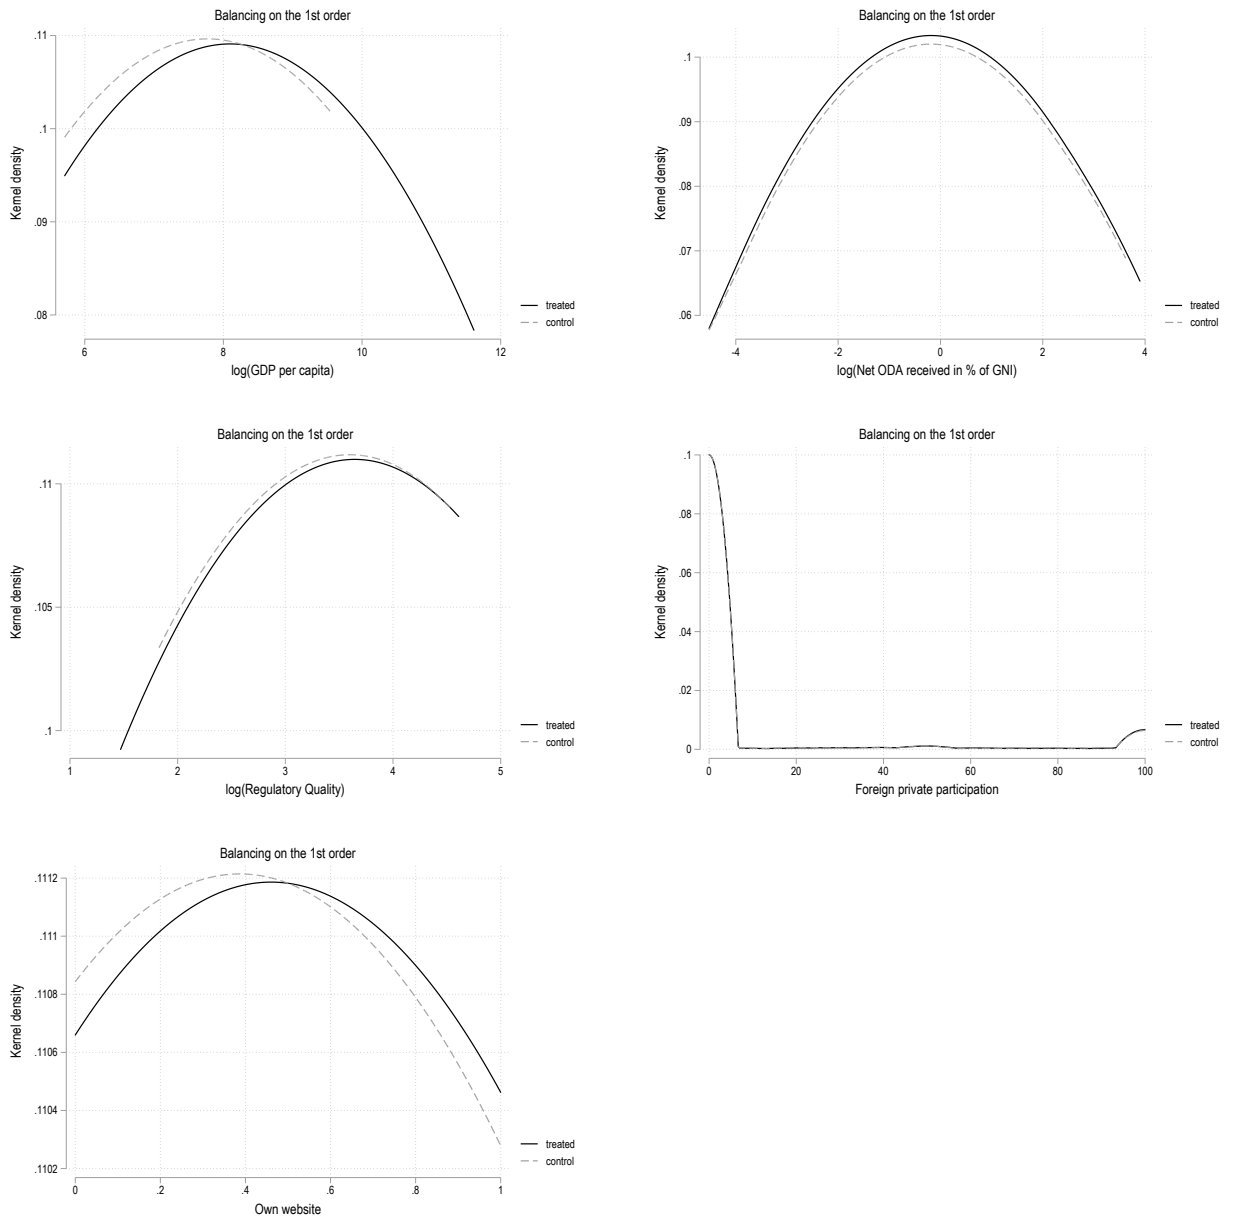 Balancing on the 1st order
Kernel density
.11
.1
.09
.08
6
8
10
12
log(GDP per capita)
treated
control
Balancing on the 1st order
Kernel density
.1
.09
.08
.07
.06
-4
-2
0
2
4
log(Net ODA received in % of GNI)
treated
control
Balancing on the 1st order
Kernel density
.11
.105
.1
1
2
3
4
5
log(Regulatory Quality)
treated
control
Balancing on the 1st order
Kernel density
.1
.08
.06
.04
.02
0
0
20
40
60
80
100
Foreign private participation
treated
control
Balancing on the 1st order
Kernel density
.1112
.111
.1108
.1106
.1104
.1102
0
.2
.4
.6
.8
1
Own website
treated
control